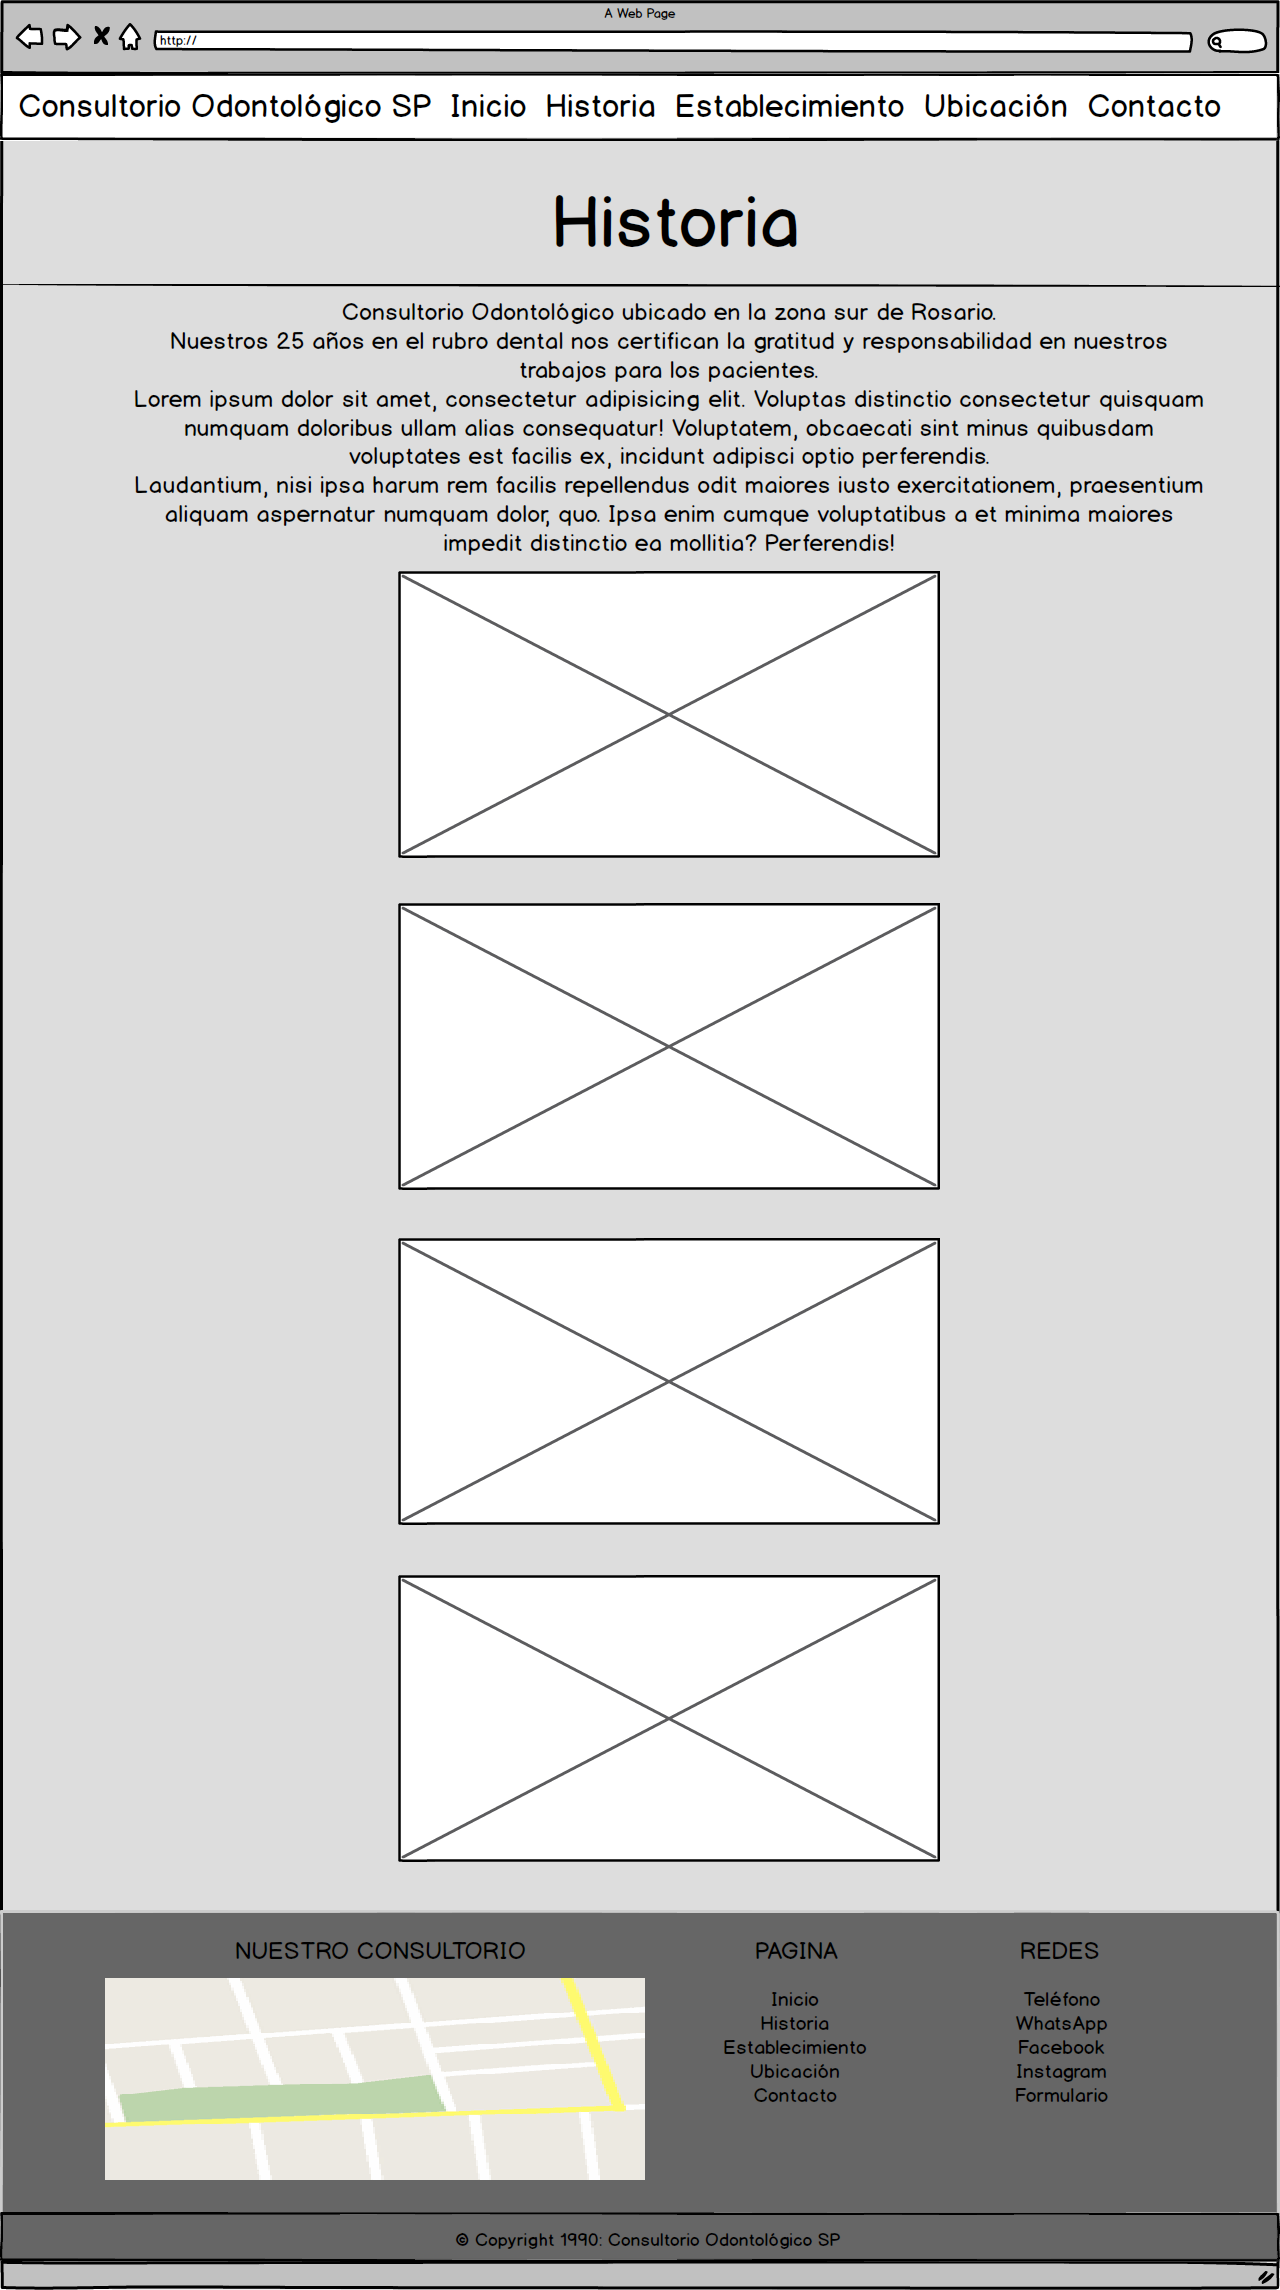 A Web Page
http://
Consultorio Odontológico SP Inicio Historia Establecimiento Ubicación Contacto
Historia
Consultorio Odontológico ubicado en la zona sur de Rosario.
Nuestros 25 años en el rubro dental nos certifican la gratitud y responsabilidad en nuestros
trabajos para los pacientes.
Lorem ipsum dolor sit amet, consectetur adipisicing elit. Voluptas distinctio consectetur quisquam
numquam doloribus ullam alias consequatur! Voluptatem, obcaecati sint minus quibusdam
voluptates est facilis ex, incidunt adipisci optio perferendis.
Laudantium, nisi ipsa harum rem facilis repellendus odit maiores iusto exercitationem, praesentium
aliquam aspernatur numquam dolor, quo. Ipsa enim cumque voluptatibus a et minima maiores
impedit distinctio ea mollitia? Perferendis!
NUESTRO CONSULTORIO
PAGINA
Inicio
Historia
Establecimiento
Ubicación
Contacto
REDES
Teléfono
WhatsApp
Facebook
Instagram
Formulario
© Copyright 1990: Consultorio Odontológico SP